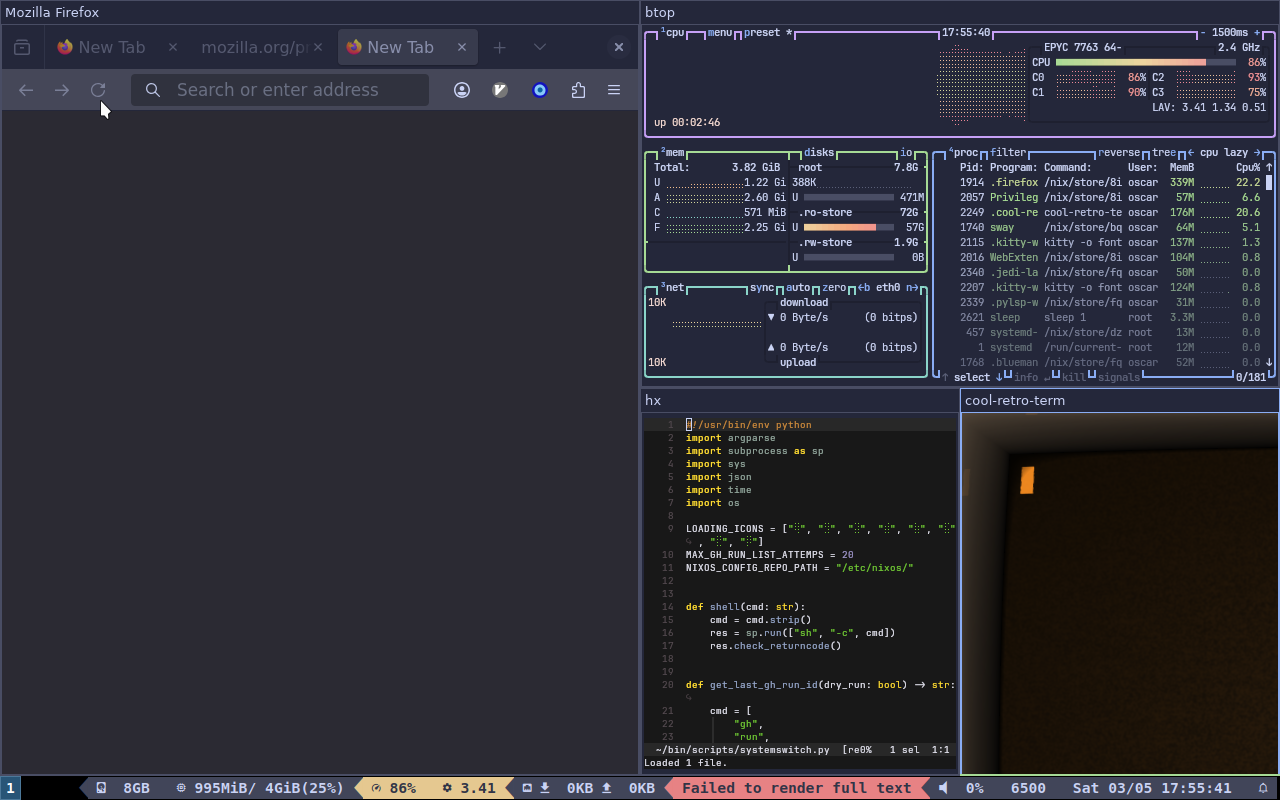 Mozilla Firefox
New Tab
mozilla.org/pr
New Tab
Search or enter address
btop
1cpu menu preset * 17:55:40 - 1500ms +
EPYC 7763 64- 2.4 GHz
CPU 86%
C0 86% C2 93%
C1 90% C3 75%
LAV: 3.41 1.34 0.51
up 00:02:46
2mem disks io
Total: 3.82 GiB
U 1.22 Gi
A 2.60 Gi
C 571 MiB
F 2.25 Gi
root 7.8G
388K
U 471M
.ro-store 72G
U 57G
.rw-store 1.9G
U 0B
3net sync auto zero <b eth0 n>
10K
download
▼ 0 Byte/s (0 bitps)
▲ 0 Byte/s (0 bitps)
10K
upload
4proc filter reverse tree ← cpu lazy →
Pid: Program: Command: User: MemB Cpu% ↑
1914 .firefox /nix/store/8i oscar 339M 22.2
2057 Privileg /nix/store/8i oscar 57M 6.6
2249 .cool-re cool-retro-te oscar 176M 20.6
1740 sway /nix/store/bq oscar 64M 5.1
2115 .kitty-w kitty -o font oscar 137M 1.3
2016 WebExten /nix/store/8i oscar 104M 0.8
2340 .jedi-la /nix/store/fq oscar 50M 0.0
2207 .kitty-w kitty -o font oscar 124M 0.8
2339 .pylsp-w /nix/store/fq oscar 31M 0.0
2621 sleep sleep 1 root 3.3M 0.0
457 systemd- /nix/store/dz root 13M 0.0
1 systemd /run/current- root 12M 0.0
1768 .blueman /nix/store/fq oscar 52M 0.0 ↓
↑ select ↓ info ↵ kill signals 0/181
hx
1 #!/usr/bin/env python
2 import argparse
3 import subprocess as sp
4 import sys
5 import json
6 import time
7 import os
8
9 LOADING_ICONS = ["
10 MAX_GH_RUN_LIST_ATTEMPS = 20
11 NIXOS_CONFIG_REPO_PATH = "/etc/nixos/"
12
13
14 def shell(cmd: str):
15 cmd = cmd.strip()
16 res = sp.run(["sh", "-c", cmd])
17 res.check_returncode()
18
19
20 def get_last_gh_run_id(dry_run: bool) -> str:
21 cmd = [
22 "gh",
23 "run",
~/bin/scripts/systemswitch.py [re0% 1 sel 1:1
Loaded 1 file.
cool-retro-term
1 8GB 995MiB/ 4GiB(25%) 86% 3.41 0KB 0KB Failed to render full text 0% 6500 Sat 03/05 17:55:41